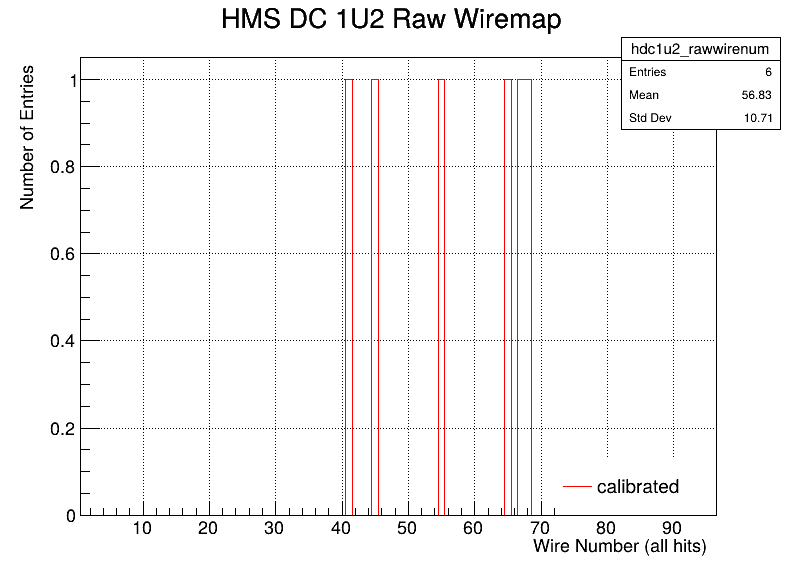 HMS DC 1U2 Raw Wiremap
hdc1u2_rawwirenum
Entries 6
Mean 56.83
Std Dev 10.71
Number of Entries
1
0.8
0.6
0.4
0.2
0
calibrated
10 20 30 40 50 60 70 80 90
Wire Number (all hits)